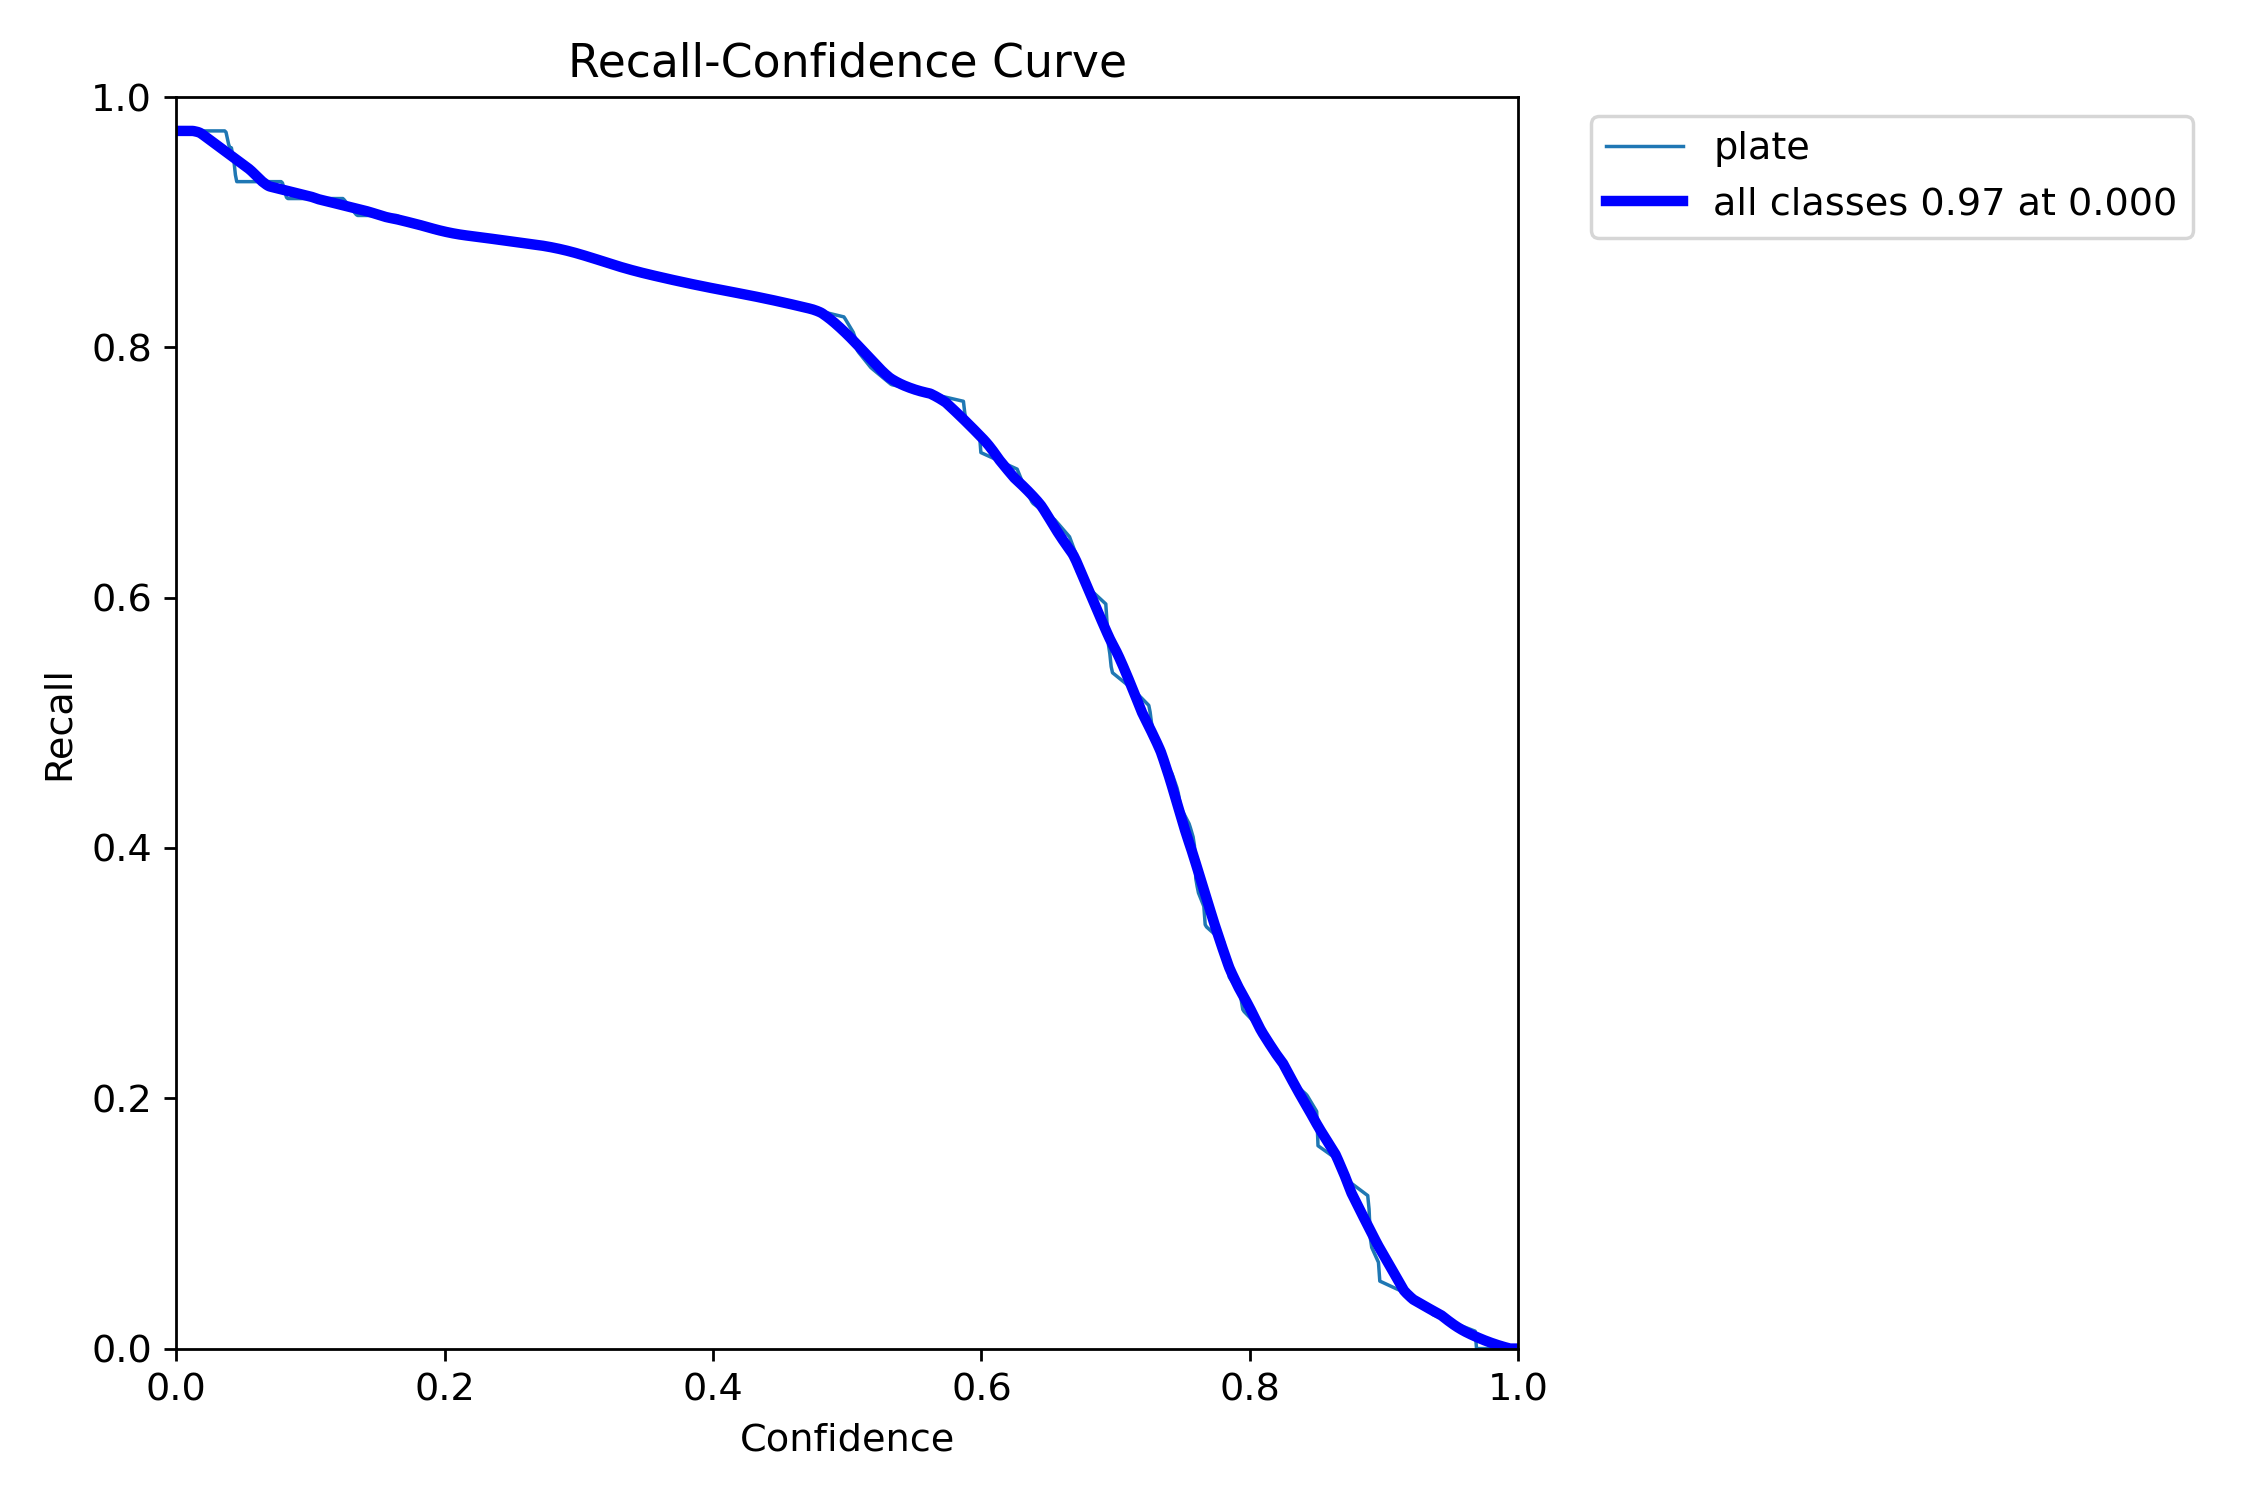 Recall-Confidence Curve
1.0
0.8
0.6
0.4
0.2
0.0
Recall
0.0 0.2 0.4 0.6 0.8 1.0
Confidence
plate
all classes 0.97 at 0.000